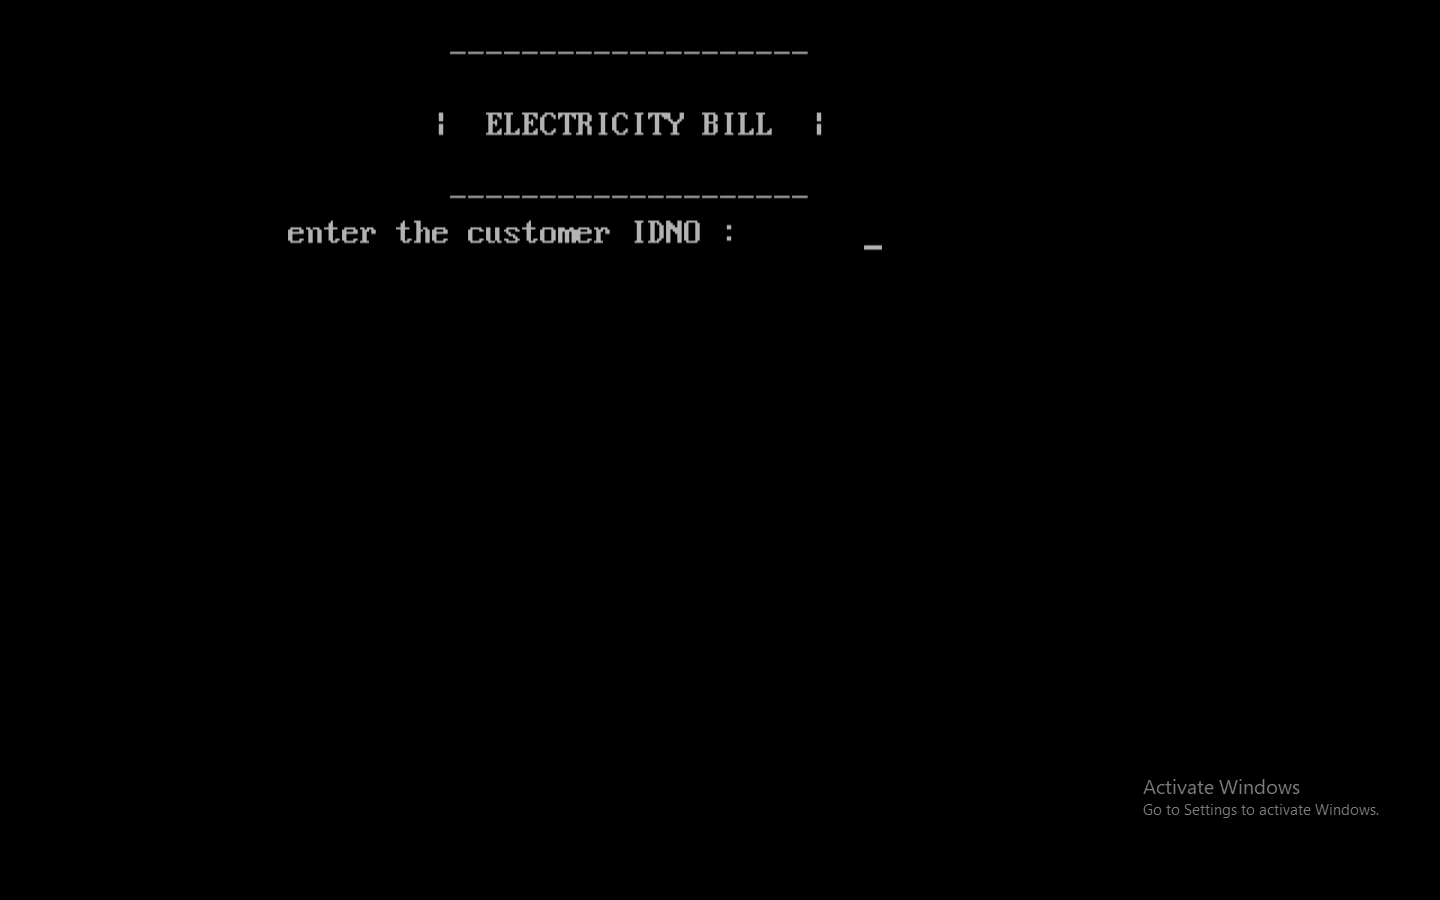 --------------------
¦  ELECTRICITY BILL  ¦
--------------------
enter the customer IDNO :       _
Activate Windows
Go to Settings to activate Windows.